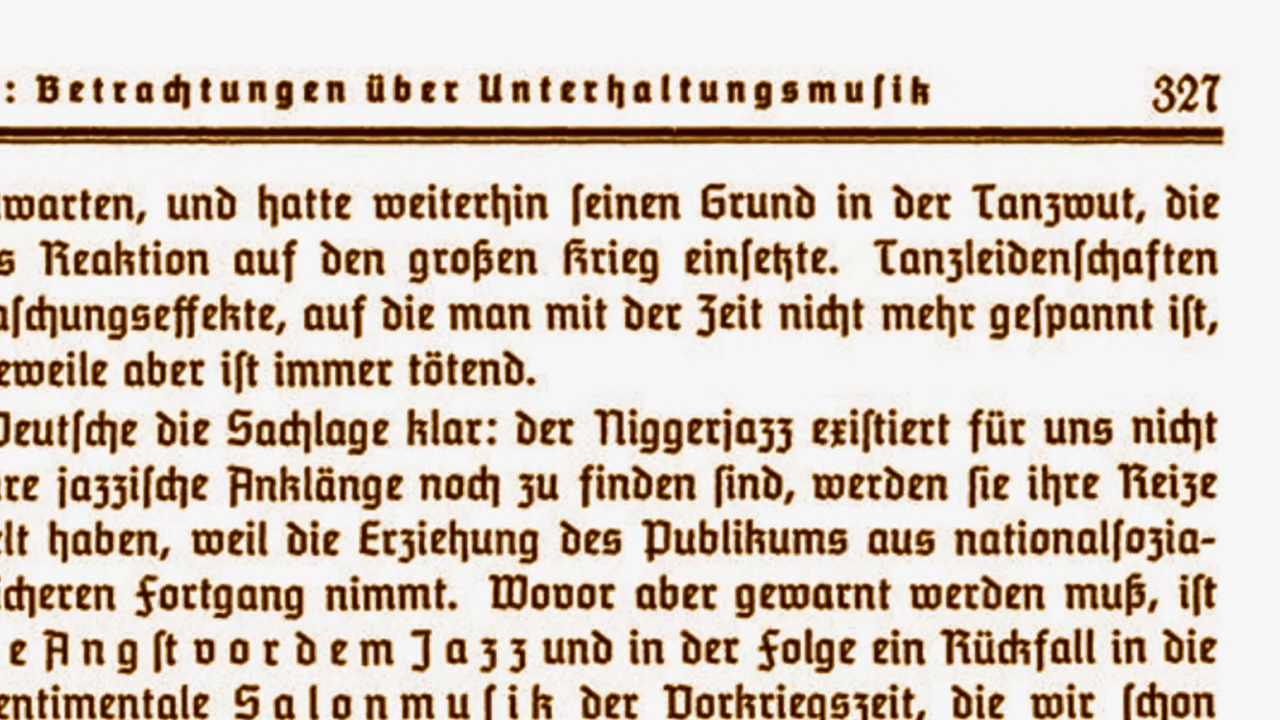 : Betrachtungen über Unterhaltungsmusik 327
warten, und hatte weiterhin seinen Grund in der Tanzwut, die
s Reaktion auf den großen Krieg einsetzte. Tanzleidenschaften
aschungseffekte, auf die man mit der Zeit nicht mehr gespannt ist,
eweile aber ist immer tötend.
Deutsche die Sachlage klar: der Niggerjazz existiert für uns nicht
re jazzische Anklänge noch zu finden sind, werden sie ihre Reize
elt haben, weil die Erziehung des Publikums aus nationalsozia-
icheren Fortgang nimmt. Wovor aber gewarnt werden muß, ist
e Angst vor dem Jazz und in der Folge ein Rückfall in die
entimentale Salonmusik der Vorkriegszeit, die wir schon